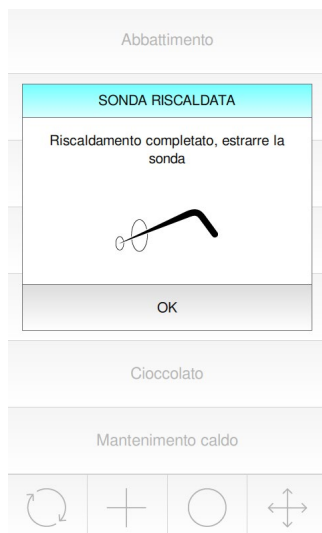 Abbattimento
SONDA RISCALDATA
Riscaldamento completato, estrarre la
sonda
OK
Cioccolato
Mantenimento caldo